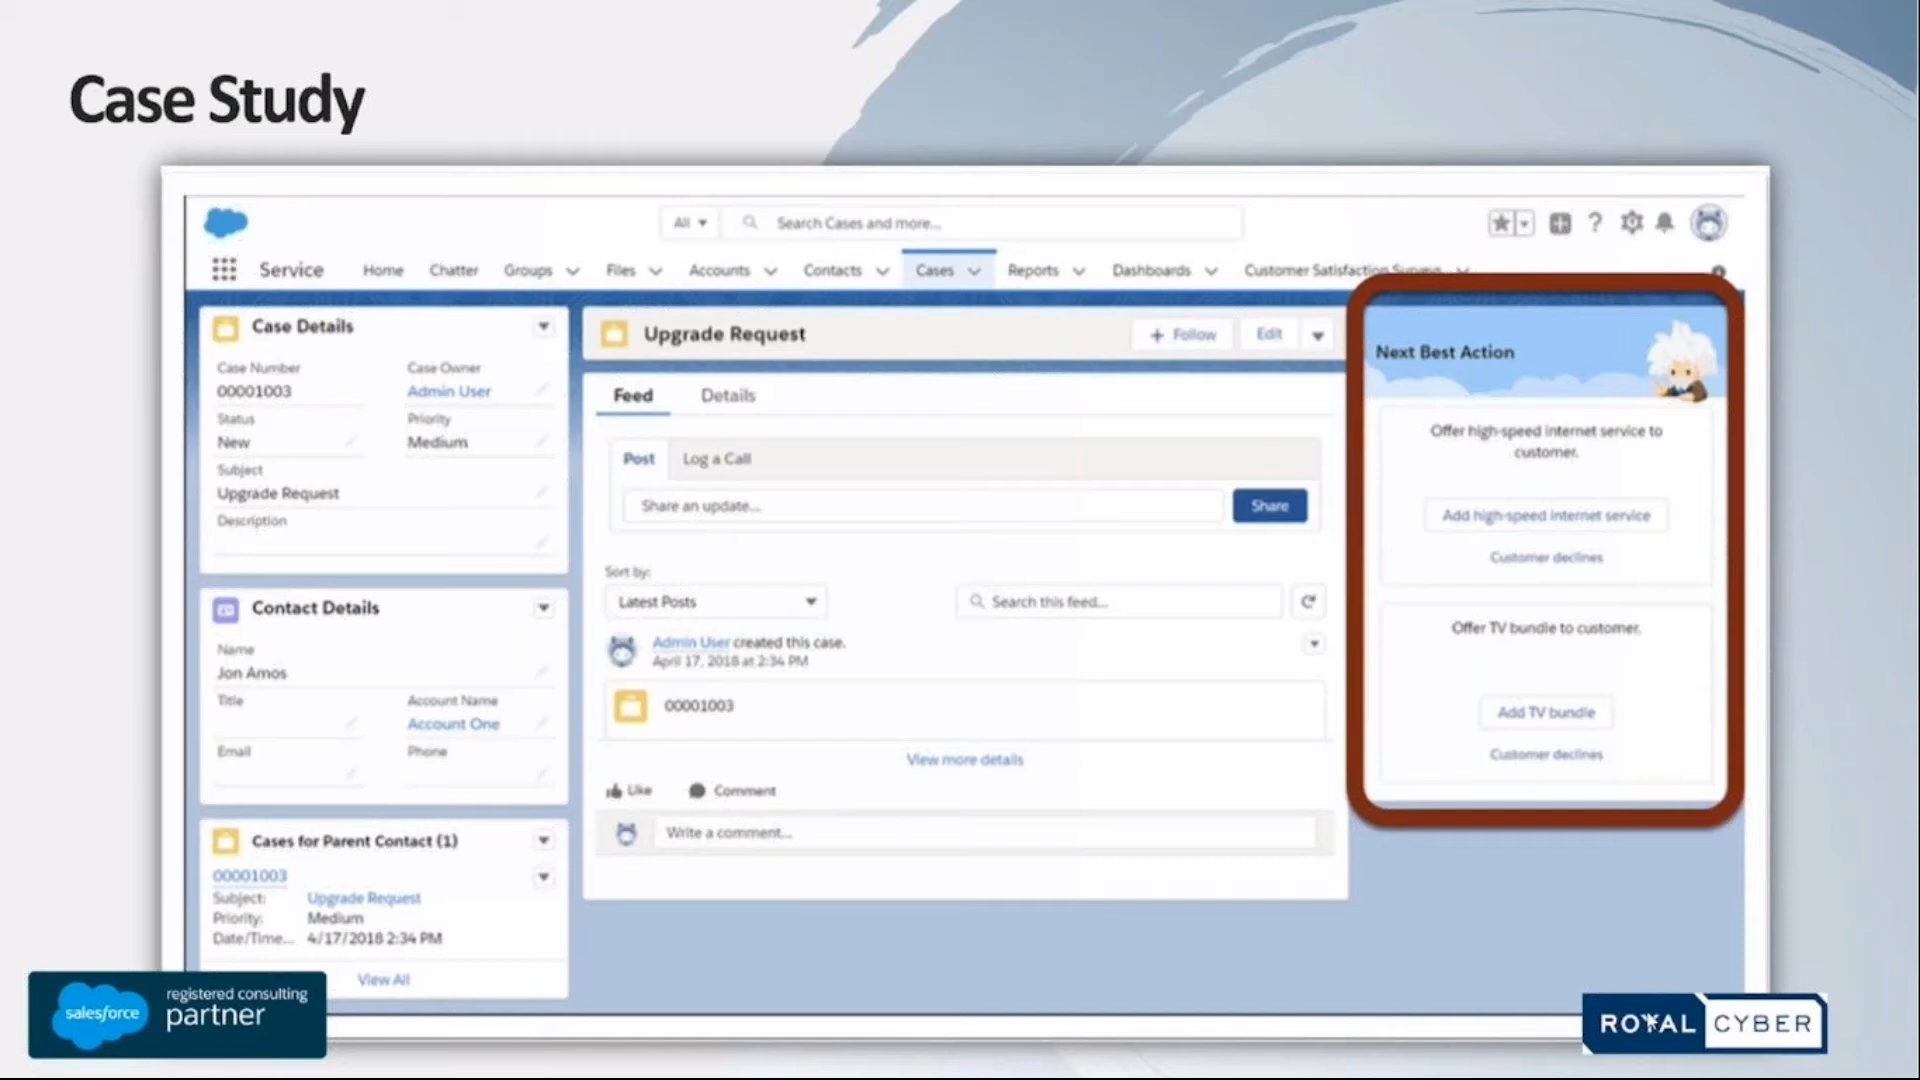 Case Study
All
Search Cases and more...
Service
Home
Chatter
Groups
Files
Accounts
Contacts
Cases
Reports
Dashboards
Customer Satisfaction
Case Details
Case Number
Case Owner
00001003
Admin User
Status
Priority
New
Medium
Subject
Upgrade Request
Description
Contact Details
Name
Jon Amos
Title
Account Name
Account One
Email
Phone
Cases for Parent Contact (1)
00001003
Subject: Upgrade Request
Priority: Medium
Date/Time... 4/17/2018 2:34 PM
View All
Upgrade Request
+ Follow
Edit
Feed
Details
Post
Log a Call
Share an update...
Share
Sort by:
Latest Posts
Search this feed...
Admin User created this case.
April 17, 2018 at 2:34 PM
00001003
View more details
Like
Comment
Write a comment...
Next Best Action
Offer high-speed internet service to
customer.
Add high-speed internet service
Customer declines
Offer TV bundle to customer.
Add TV bundle
Customer declines
salesforce
registered consulting
partner
ROYAL CYBER